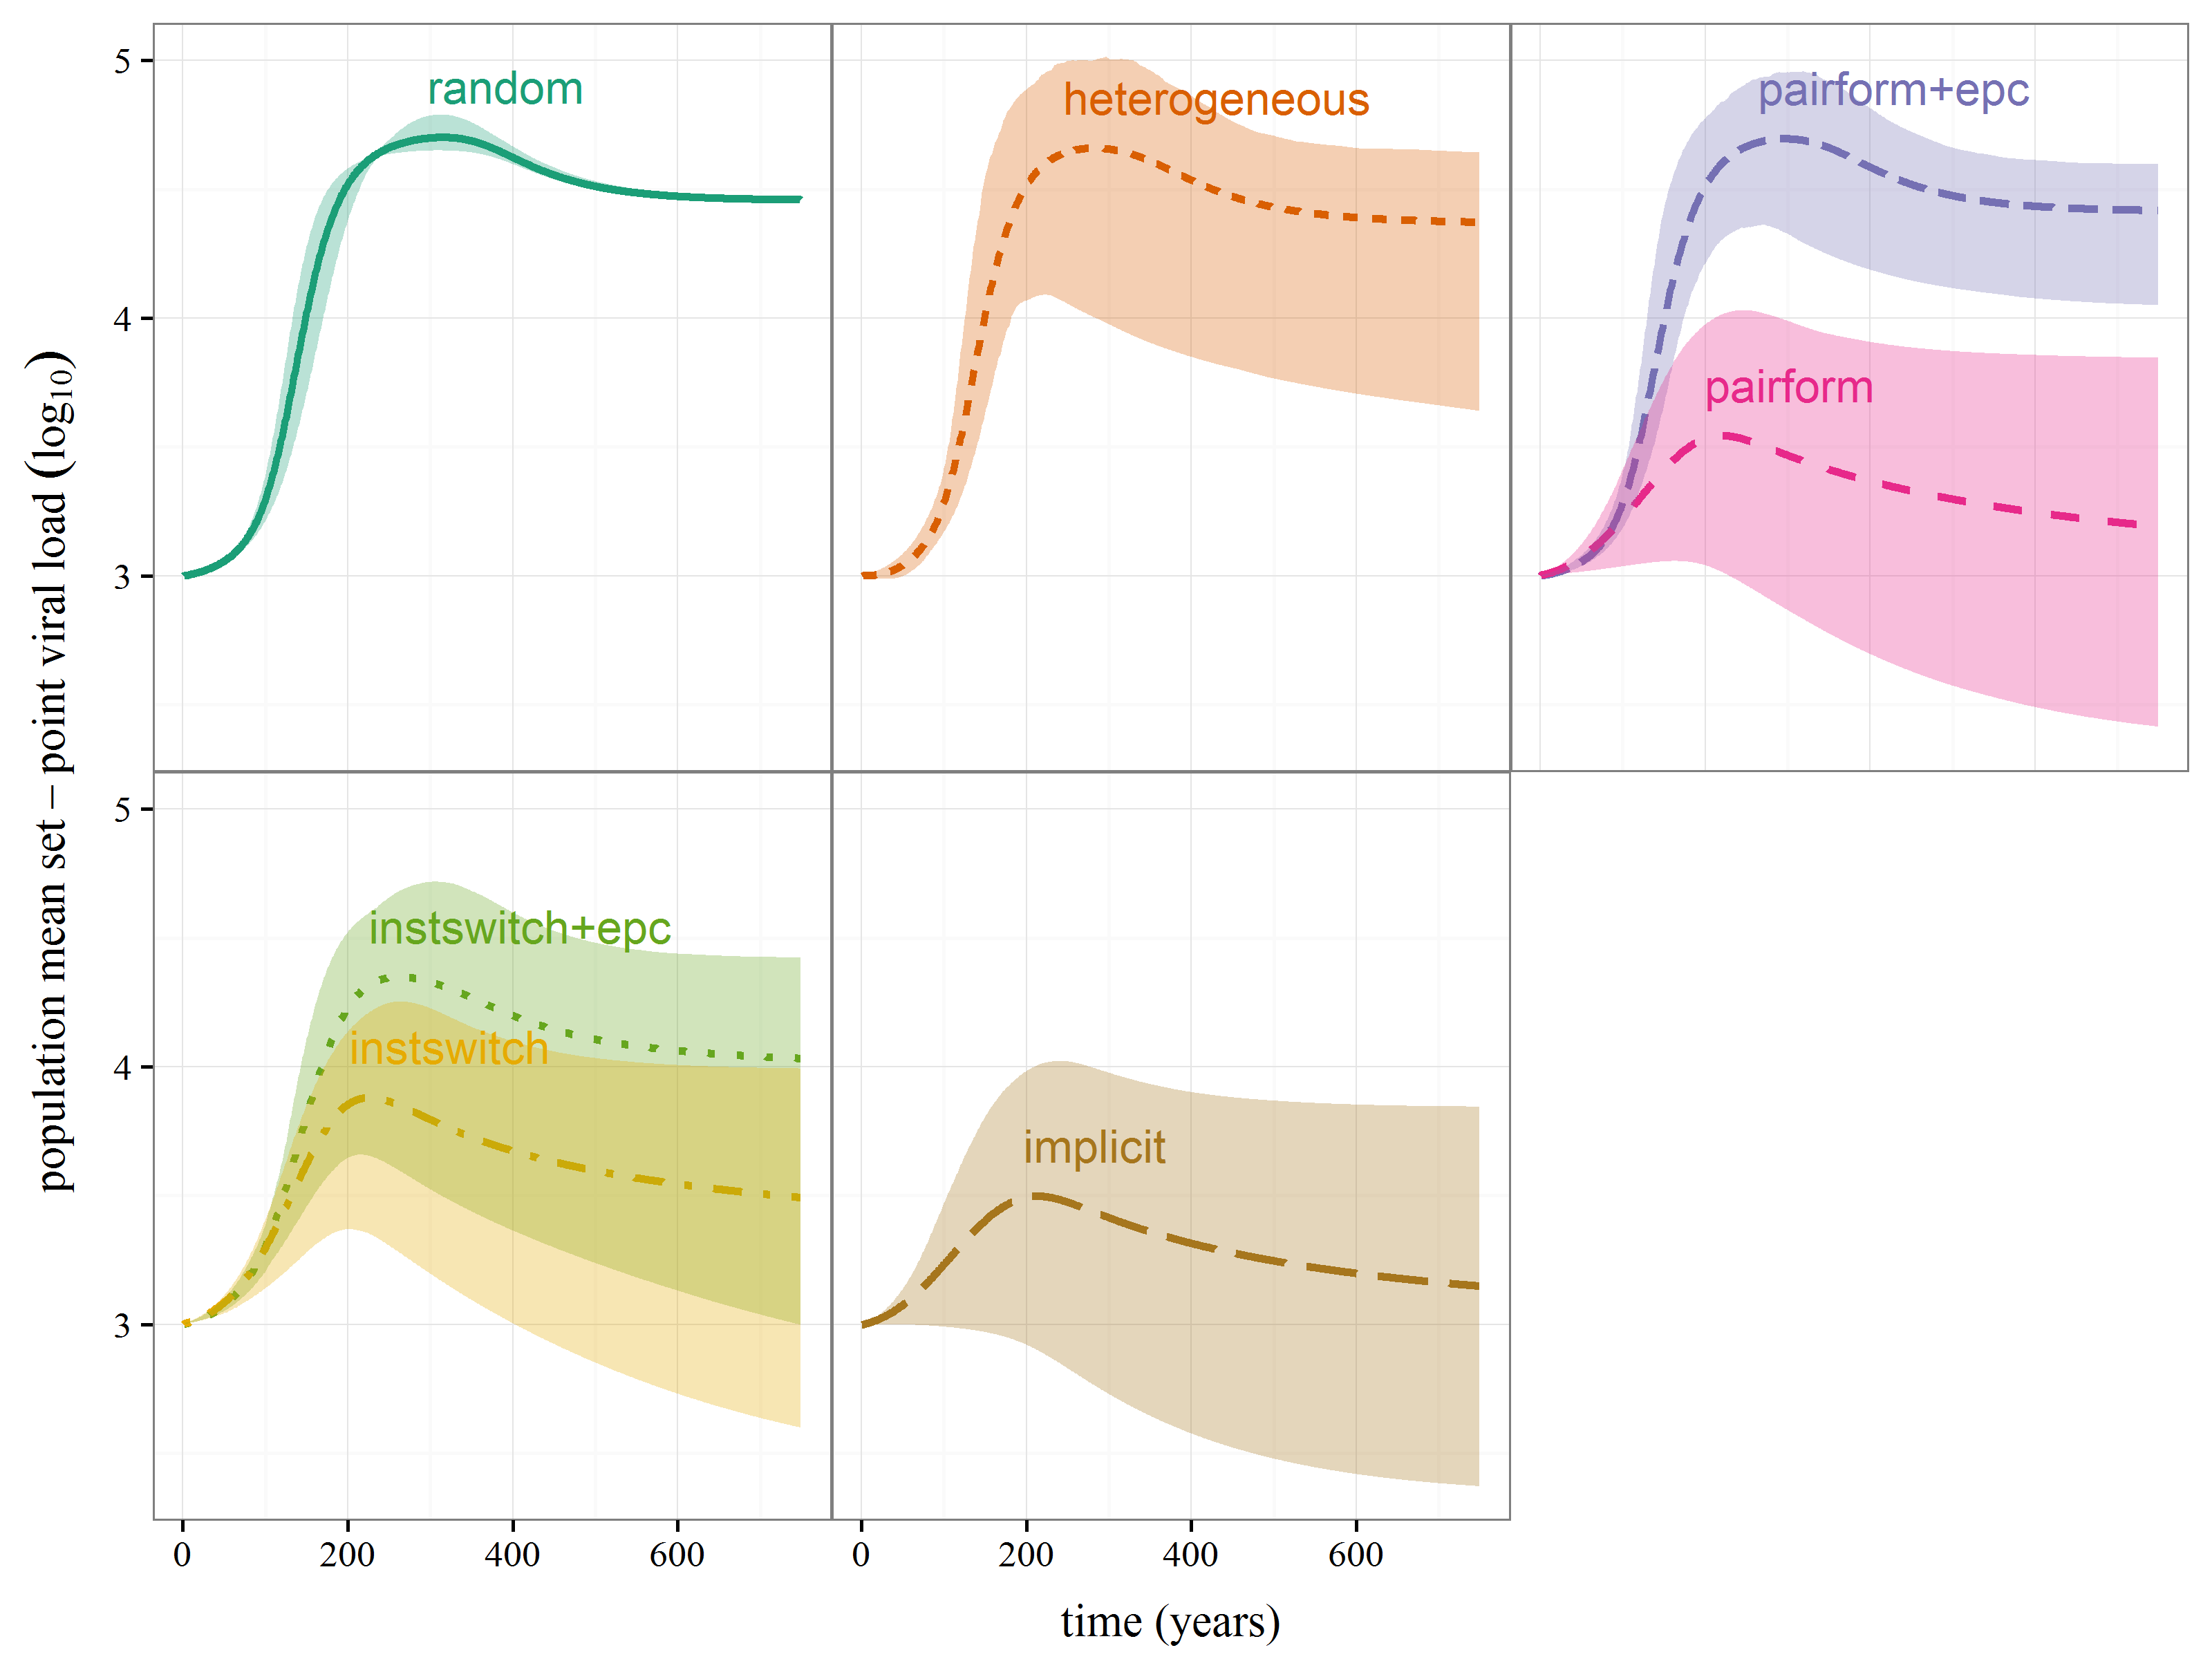 population mean set − point viral load (log10)
5
4
3
random
heterogeneous
pairform+epc
pairform
5
4
3
instswitch+epc
instswitch
implicit
0 200 400 600
0 200 400 600
time (years)